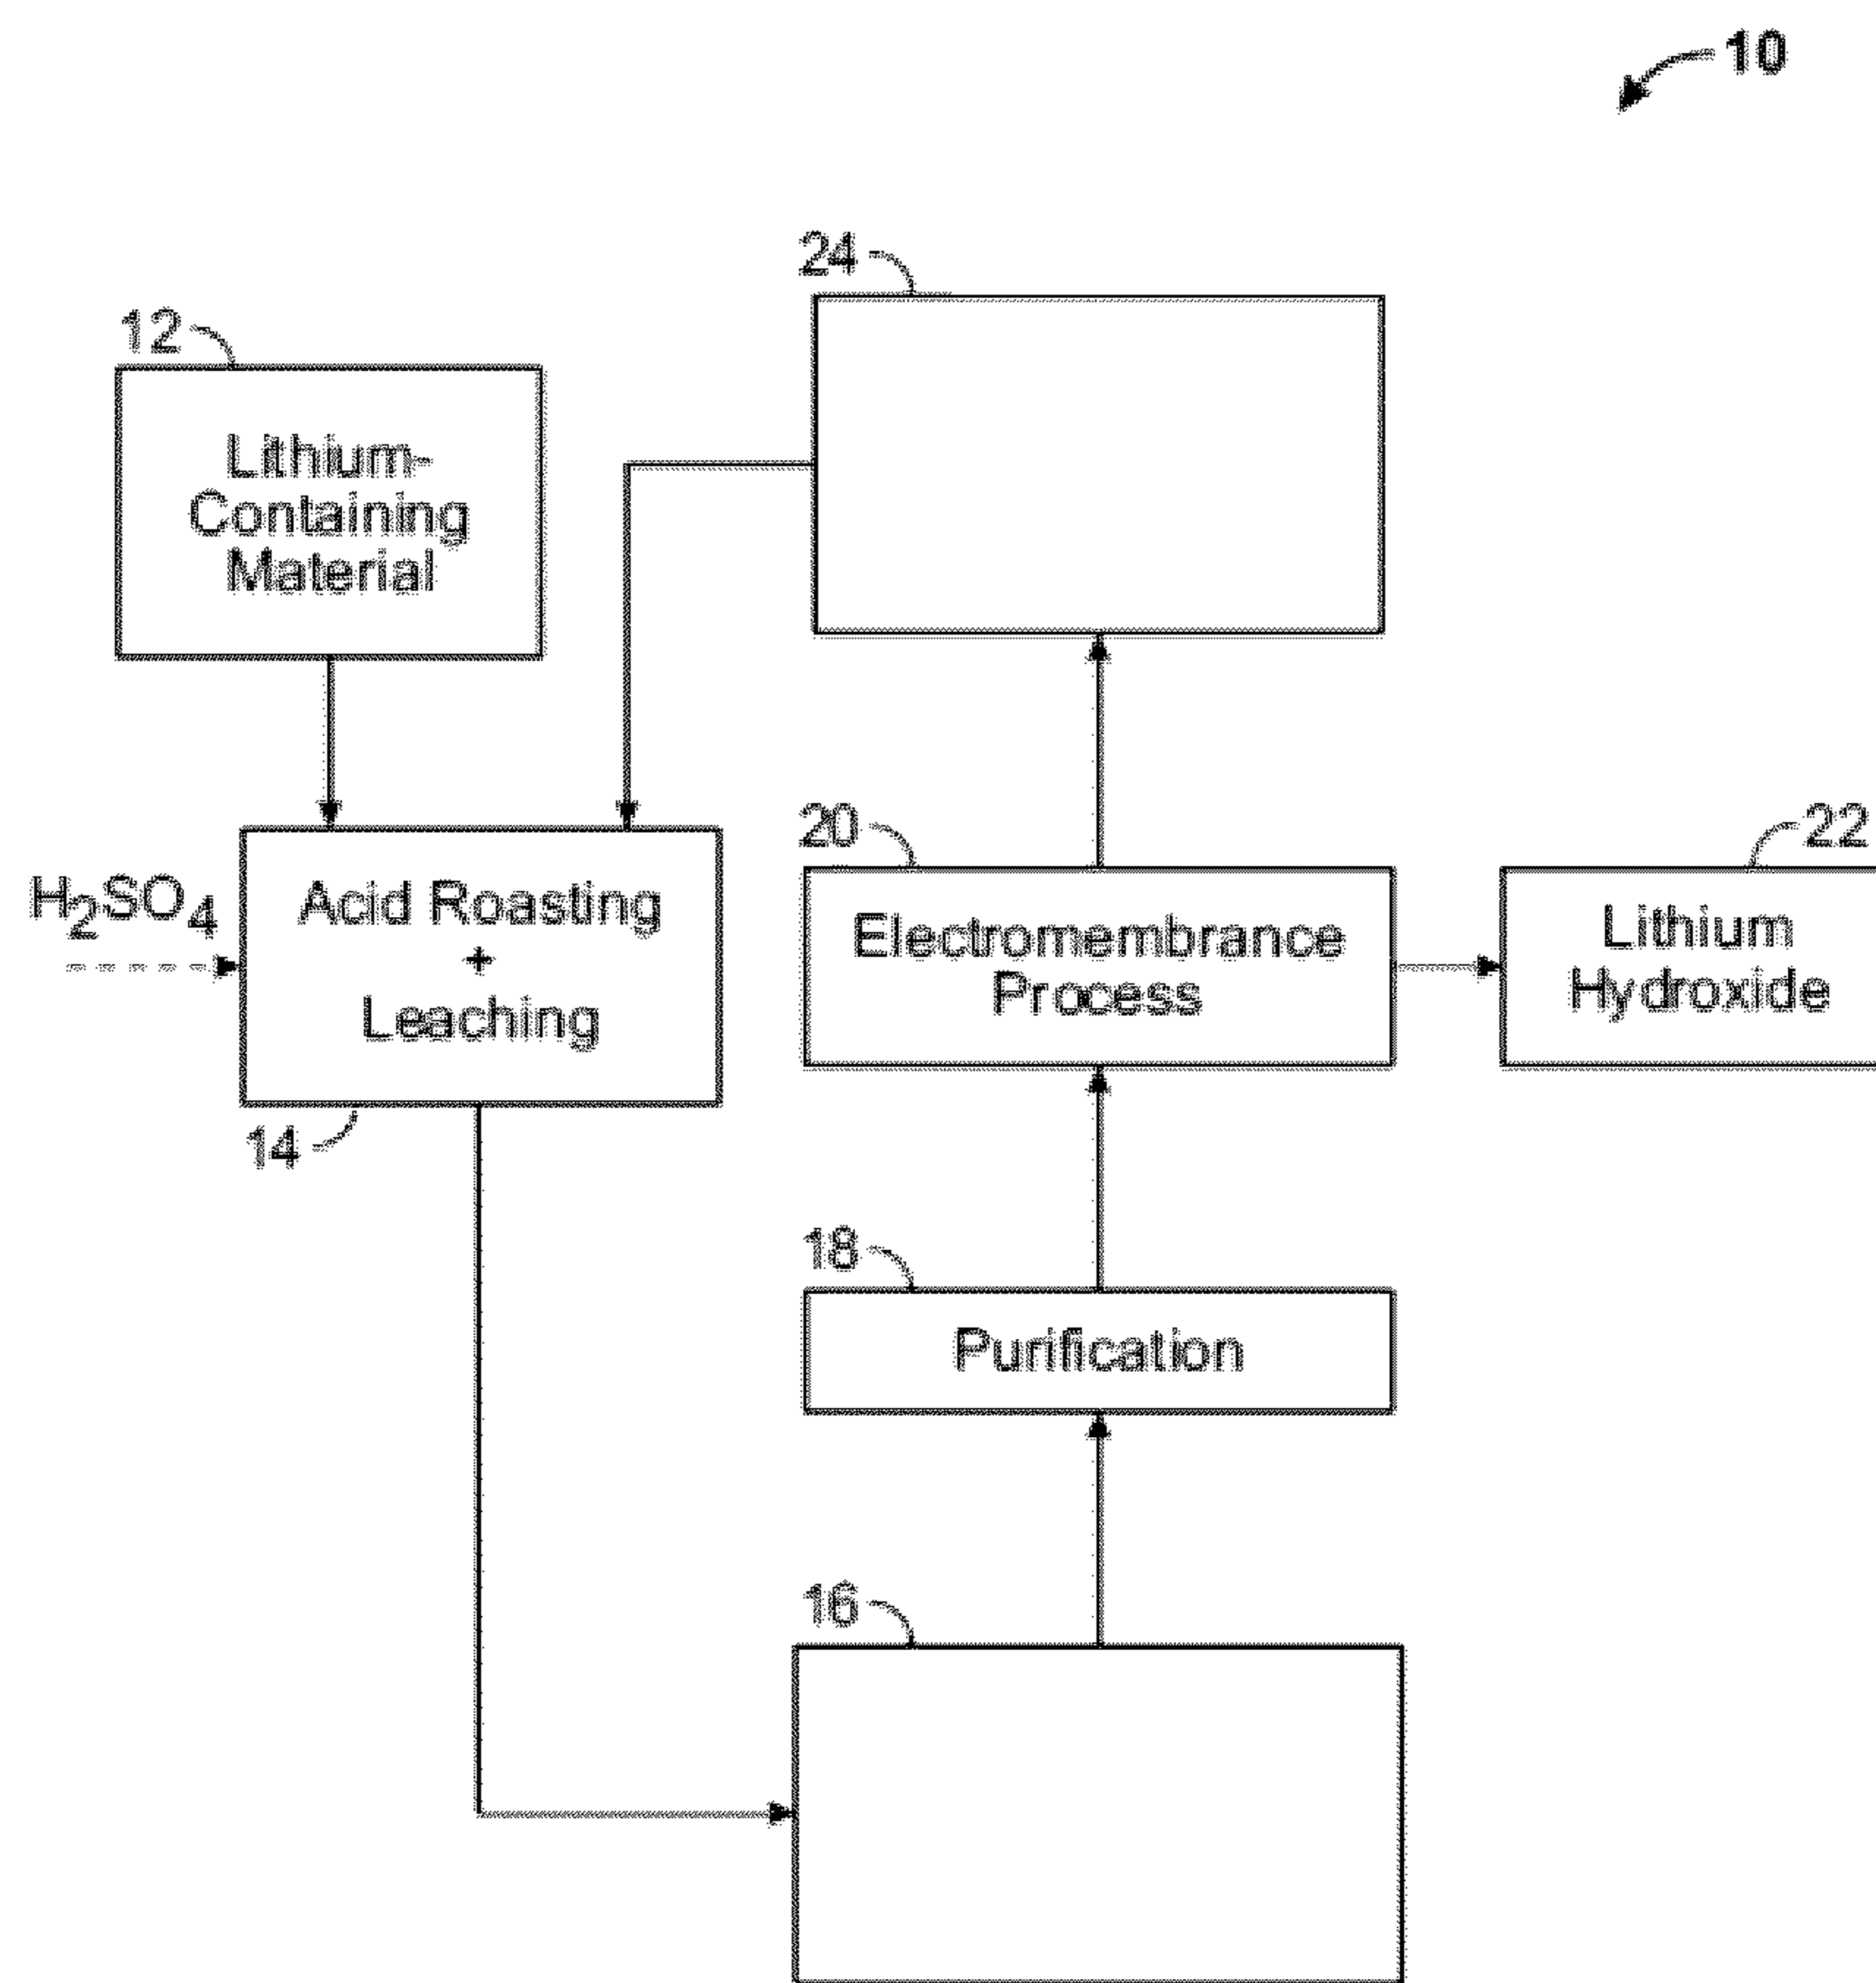 10
24
12
Lithium-
Containing
Material
H₂SO₄
Acid Roasting
+
Leaching
14
20
Electromembrance
Process
22
Lithium
Hydroxide
18
Purification
16